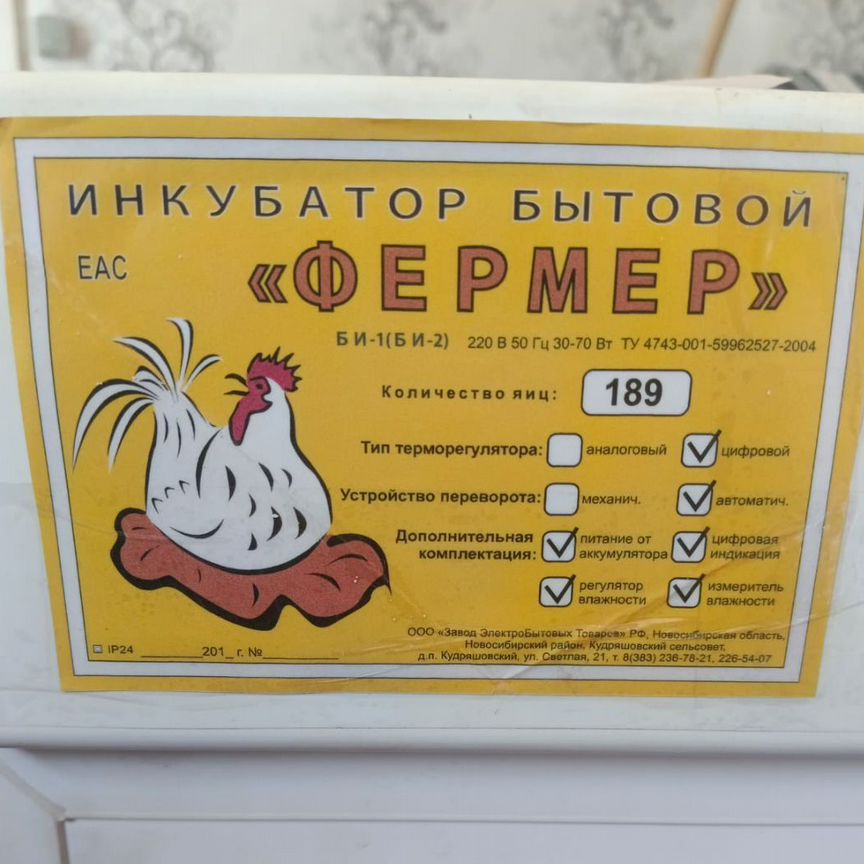 ИНКУБАТОР БЫТОВОЙ
ЕАС
«ФЕРМЕР»
БИ-1(БИ-2) 220 В 50 Гц 30-70 Вт ТУ 4743-001-59962527-2004
Количество яиц: 189
Тип терморегулятора: аналоговый цифровой
Устройство переворота: механич. автоматич.
Дополнительная комплектация: питание от аккумулятора цифровая индикация
регулятор влажности измеритель влажности
ООО «Завод ЭлектроБытовых Товаров» РФ, Новосибирская область,
Новосибирский район, Кудряшовский сельсовет,
д.п. Кудряшовский, ул. Светлая, 21, т. 8(383) 236-78-21, 226-54-07
IP24 ________201_ г. №__________